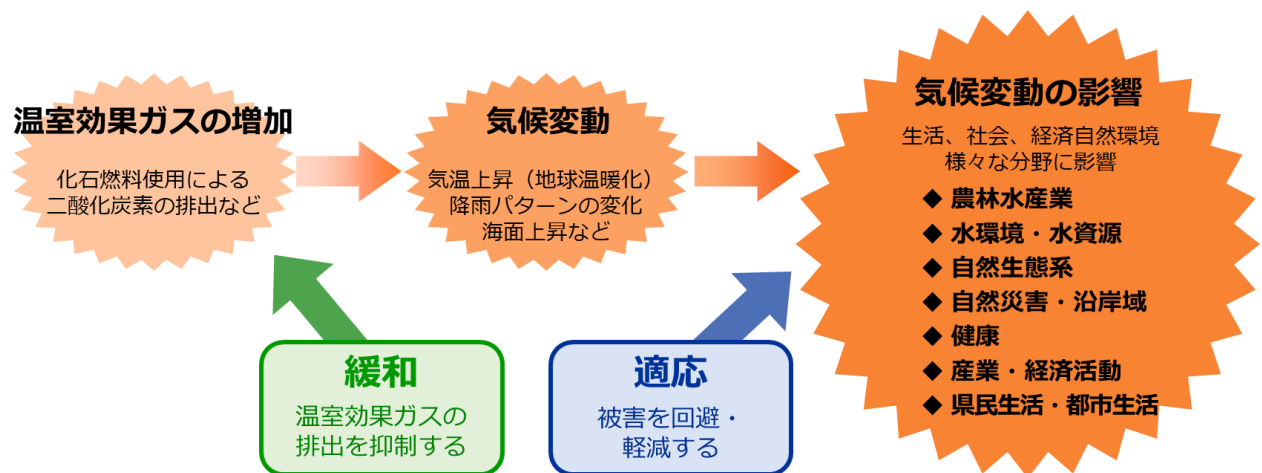 温室効果ガスの増加
化石燃料使用による
二酸化炭素の排出など
気候変動
気温上昇（地球温暖化）
降雨パターンの変化
海面上昇など
気候変動の影響
生活、社会、経済自然環境
様々な分野に影響
◆ 農林水産業
◆ 水環境・水資源
◆ 自然生態系
◆ 自然災害・沿岸域
◆ 健康
◆ 産業・経済活動
◆ 県民生活・都市生活
緩和
温室効果ガスの
排出を抑制する
適応
被害を回避・
軽減する